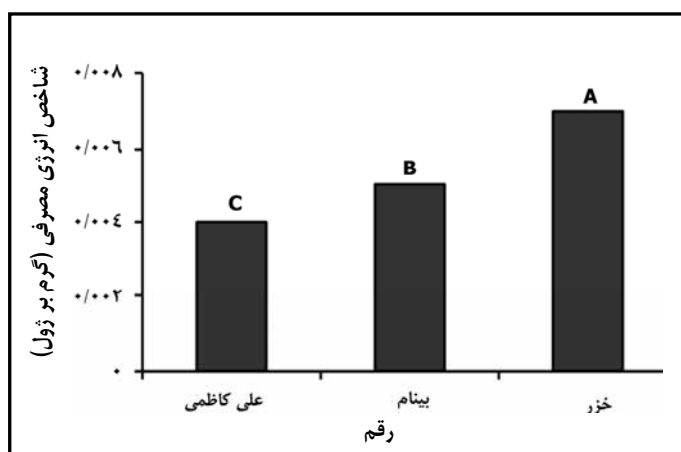 شاخص انرژی مصرفی (گرم بر ژول)
۰/۰۰۸
۰/۰۰٦
۰/۰۰٤
۰/۰۰۲
۰
A
B
C
علی کاظمی
بینام
خزر
رقم